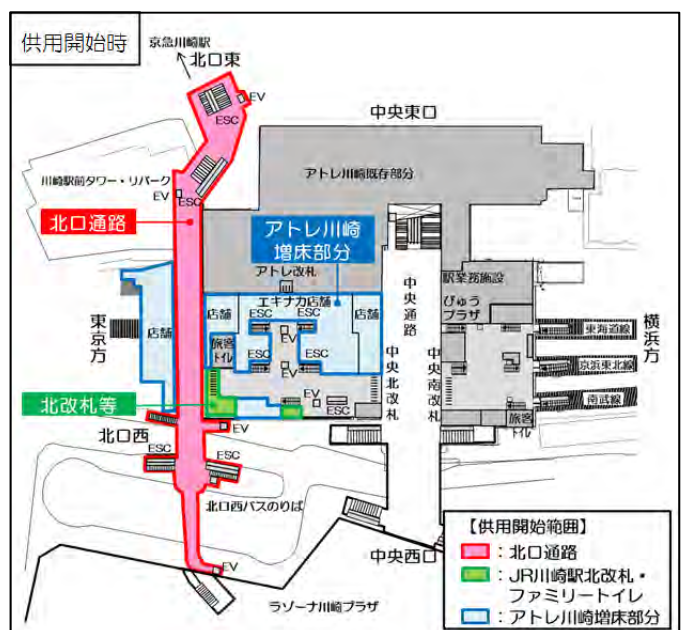 供用開始時
京急川崎駅
北口東
EV
ESC
中央東口
川崎駅前タワー・リパーク
アトレ川崎既存部分
EV
ESC
北口通路
アトレ川崎
増床部分
アトレ改札
駅業務施設
びゅう
プラザ
エキナカ店舗
店舗
ESC
ESC
店舗
EV
中央通路
東京方
店舗
旅客
トイレ
横浜方
東海道線
京浜東北線
南武線
EV
中央北改札
中央南改札
北改札等
EV
ESC
旅客
トイレ
北口西
EV
ESC
ESC
北口西バスのりば
EV
中央西口
ラゾーナ川崎プラザ
【供用開始範囲】
：北口通路
：JR川崎駅北改札・
ファミリートイレ
：アトレ川崎増床部分